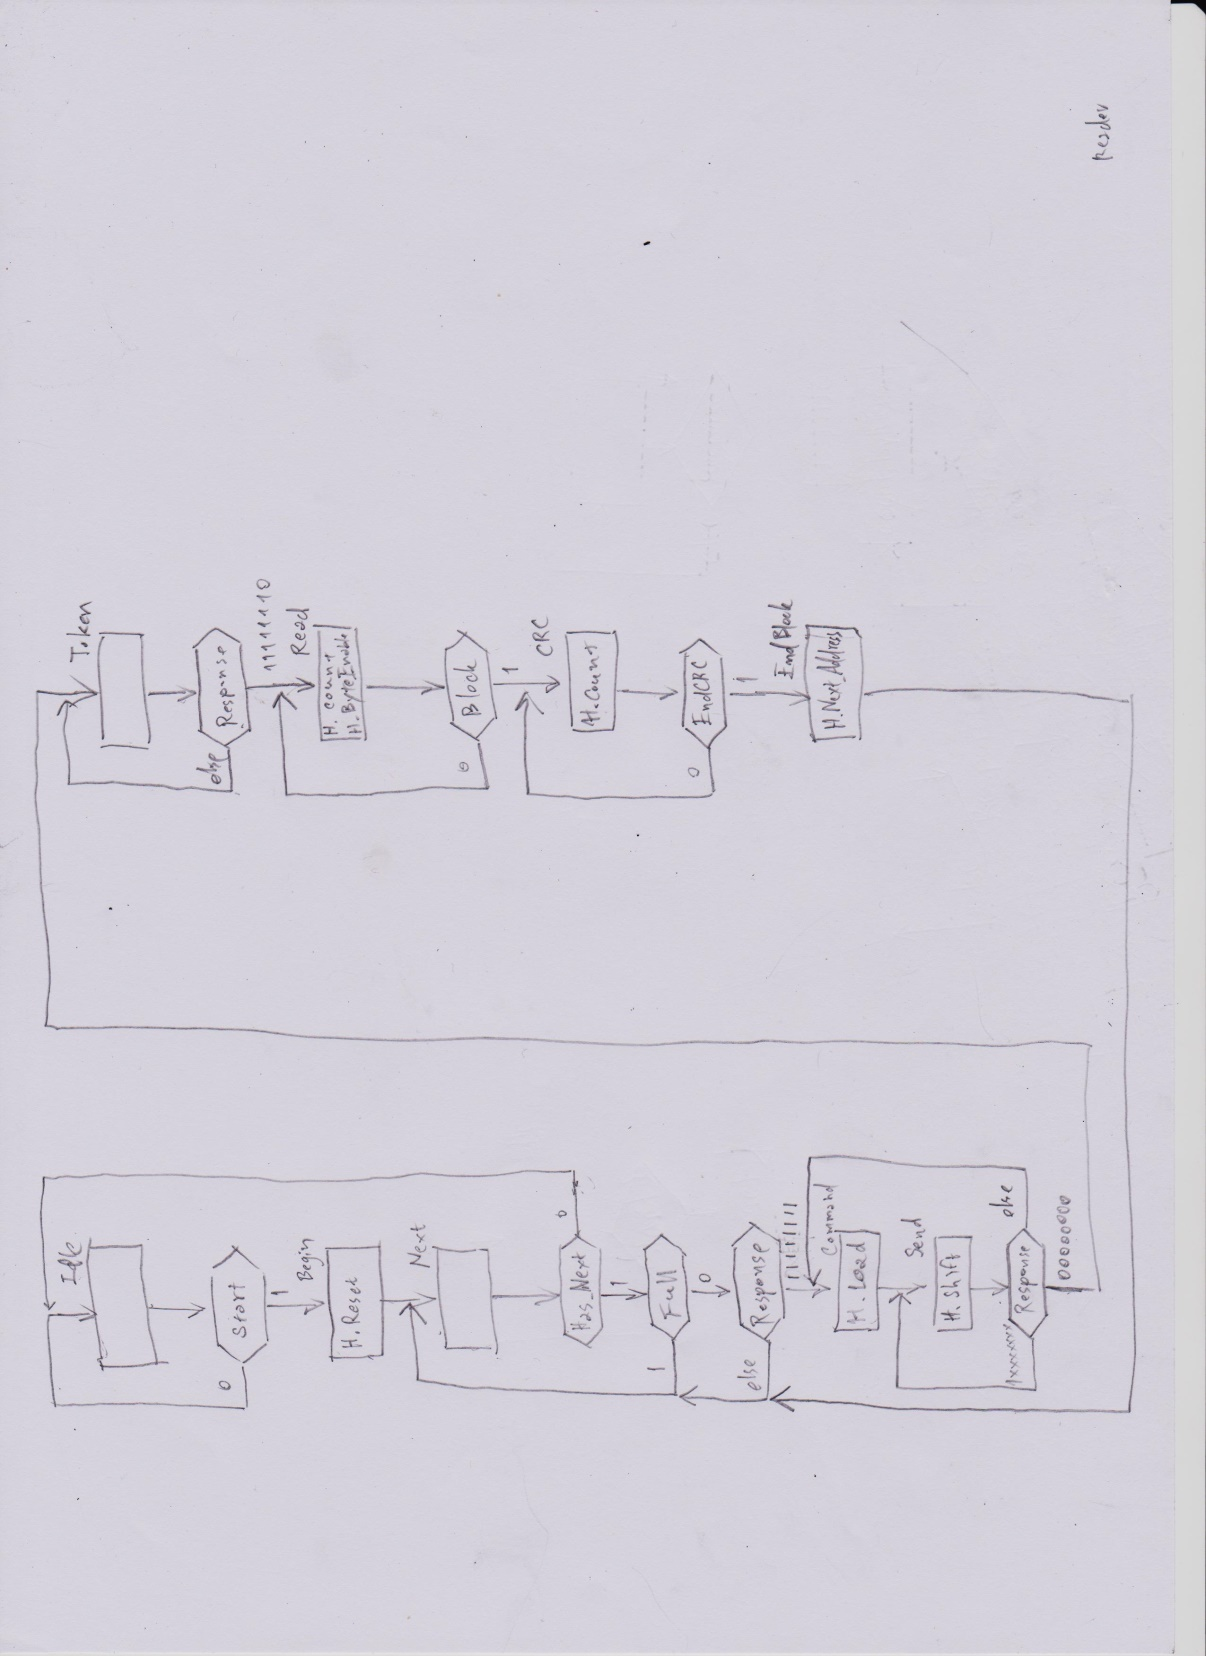 Idle
Start
0
1
Begin
H.Reset
Next
Has_Next
0
1
Full
1
0
Response
else
11111111
Command
H.Load
Send
H.Shift
Response
1xxxxxxx
else
00000000
Token
Response
else
11111110
Read
H.Count
H.ByteEnable
Block
0
1
CRC
H.Count
EndCRC
0
1
EndBlock
H.Next_Address
Reader